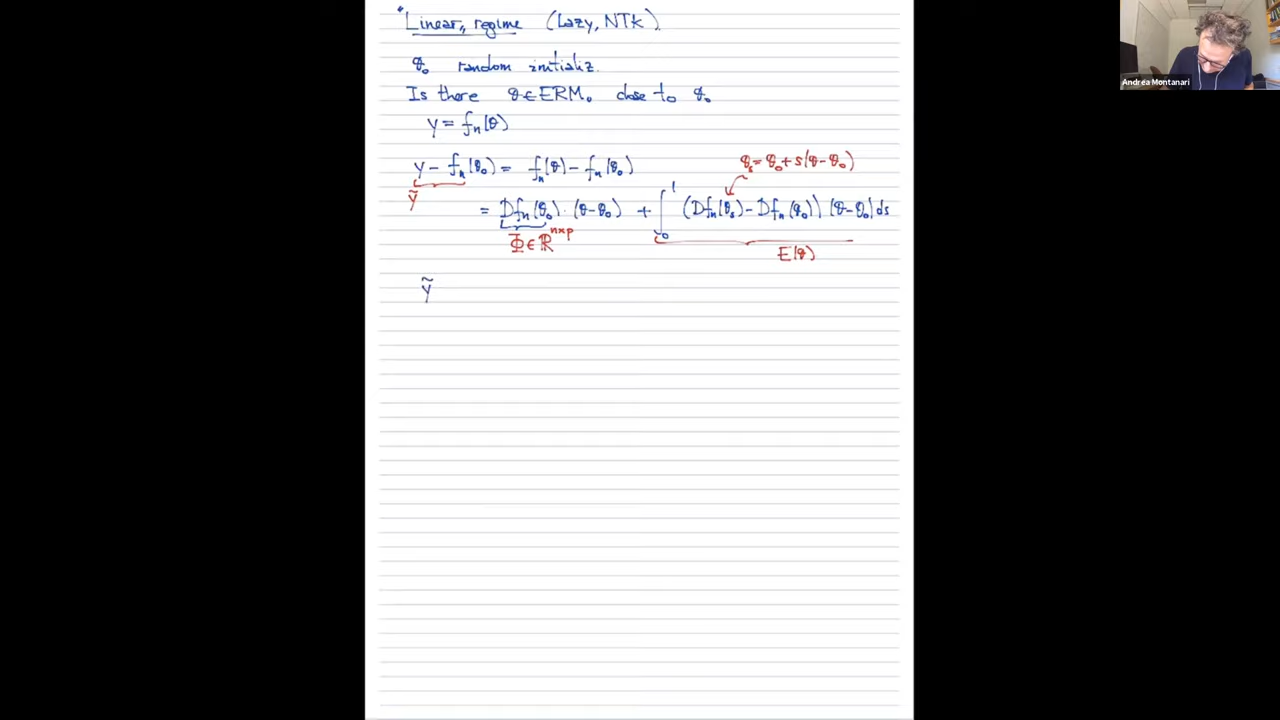 * Linear, regime (Lazy, NTK).
θ₀ random initializ.
Is there θ ∈ ERM₀ close to θ₀
y = fₙ(θ)
y − fₙ(θ₀) = fₙ(θ) − fₙ(θ₀)
θₛ = θ₀ + s(θ − θ₀)
ỹ
= Dfₙ(θ₀) · (θ − θ₀) + ∫₀¹ (Dfₙ(θₛ) − Dfₙ(θ₀)) (θ − θ₀) ds
Φ ∈ ℝⁿˣᵖ
E(θ)
ỹ
Andrea Montanari